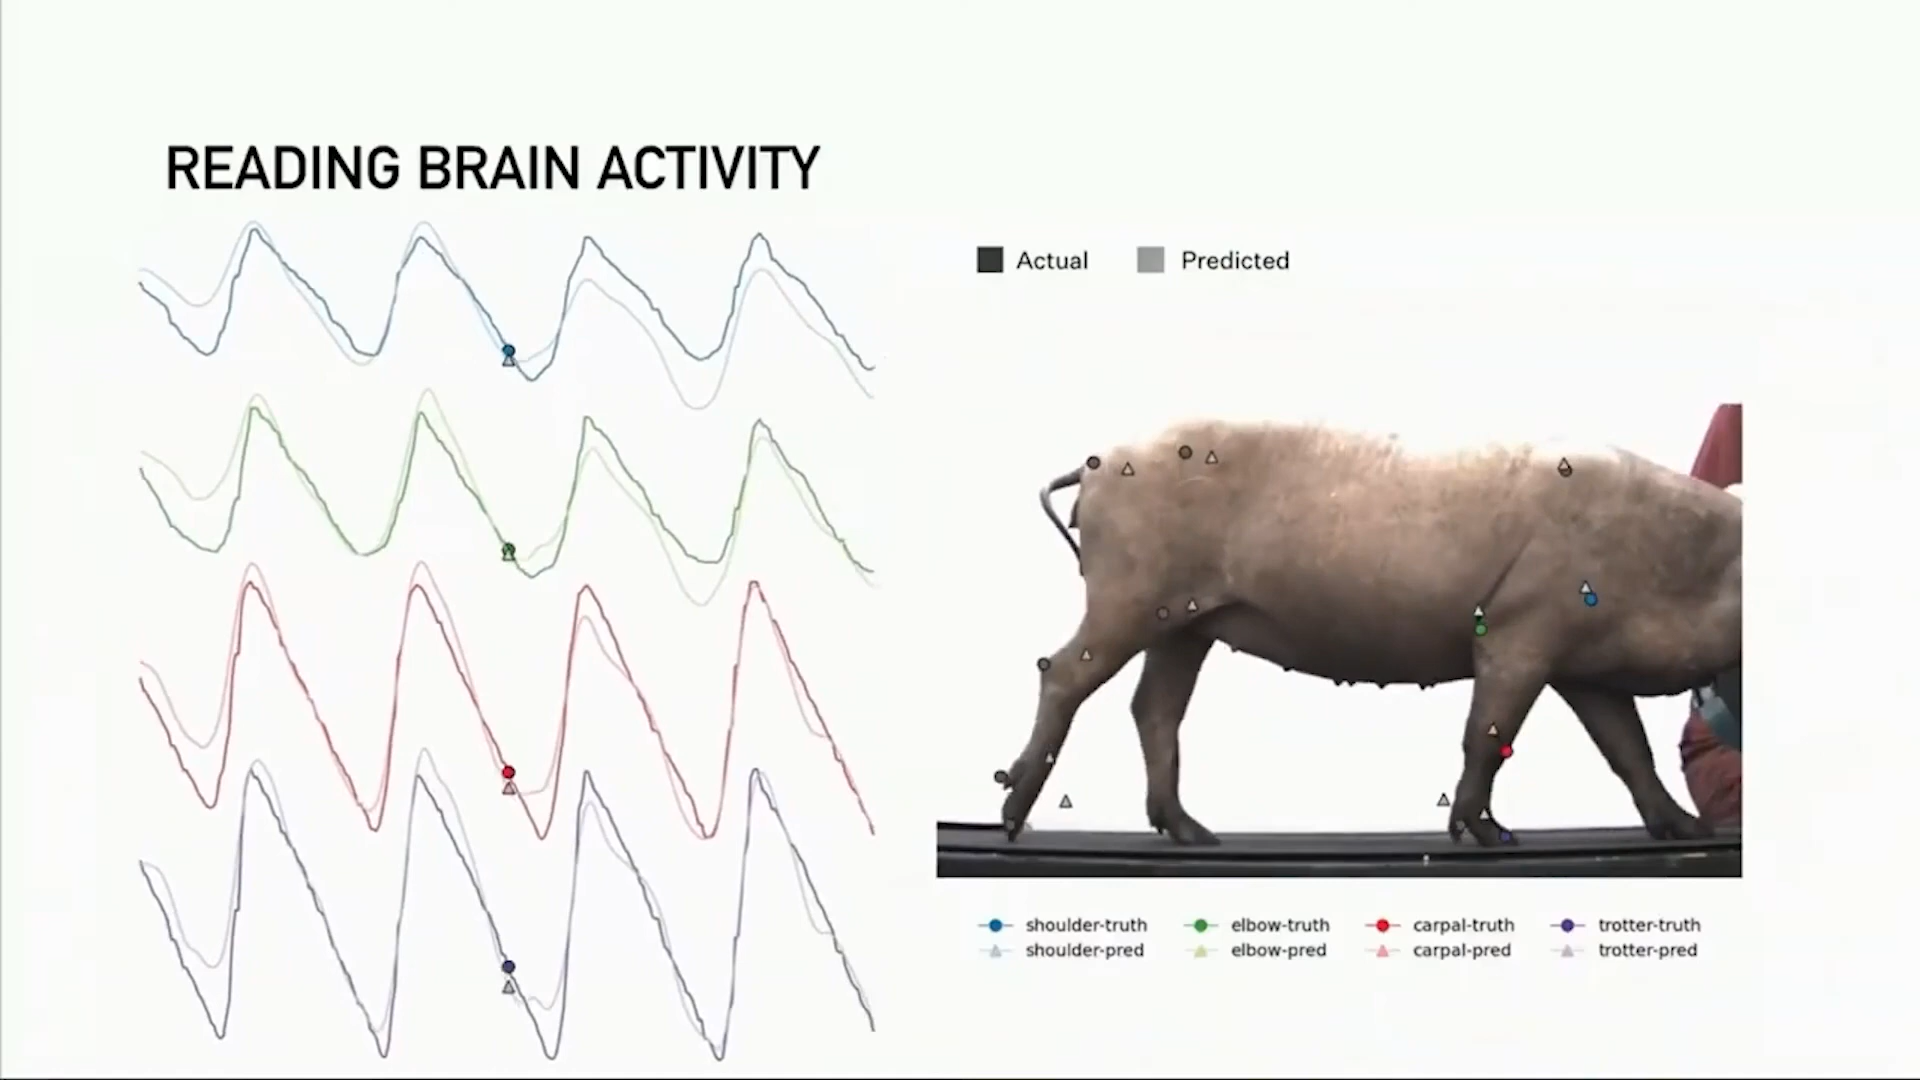 READING BRAIN ACTIVITY
Actual Predicted
shoulder-truth elbow-truth carpal-truth trotter-truth
shoulder-pred elbow-pred carpal-pred trotter-pred